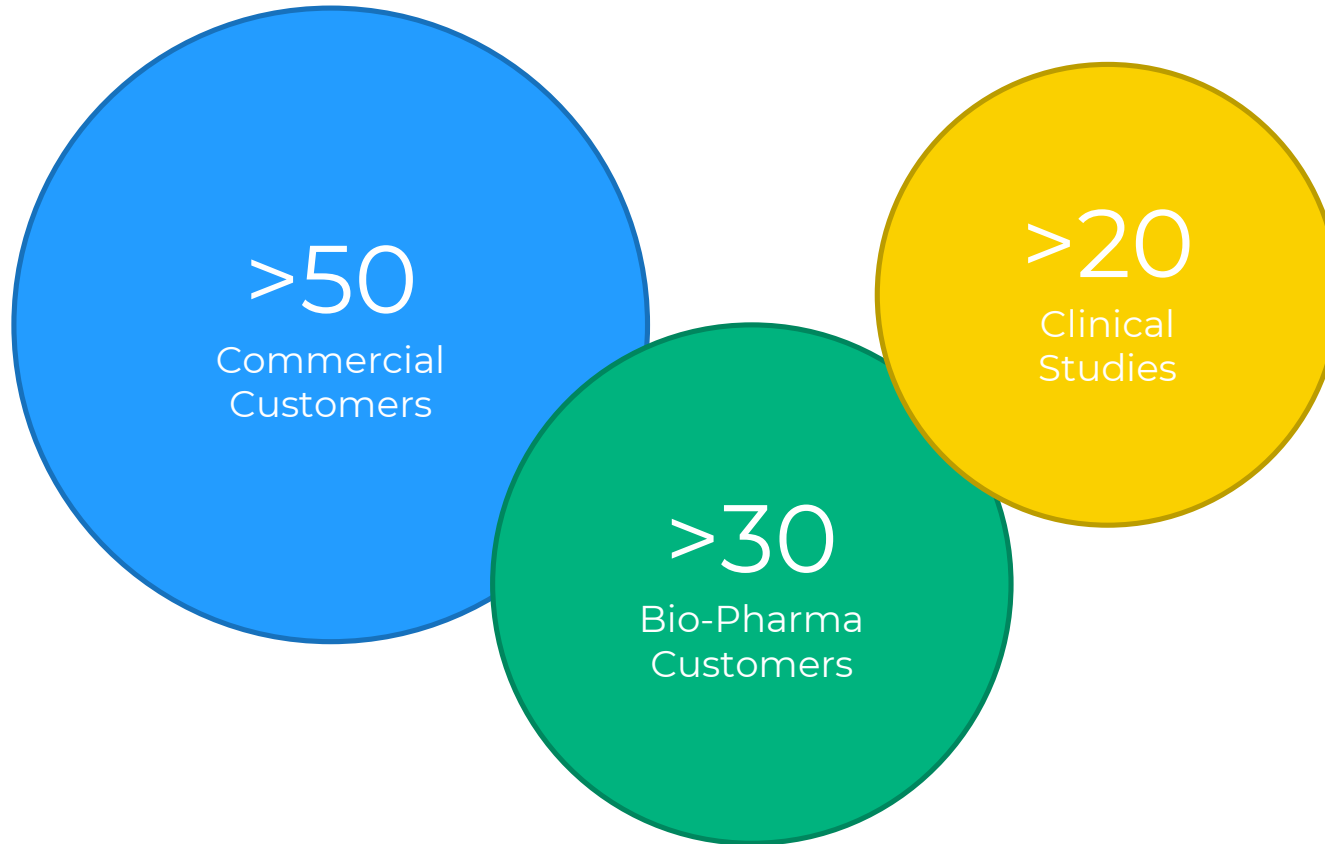 >50
Commercial
Customers
>30
Bio-Pharma
Customers
>20
Clinical
Studies